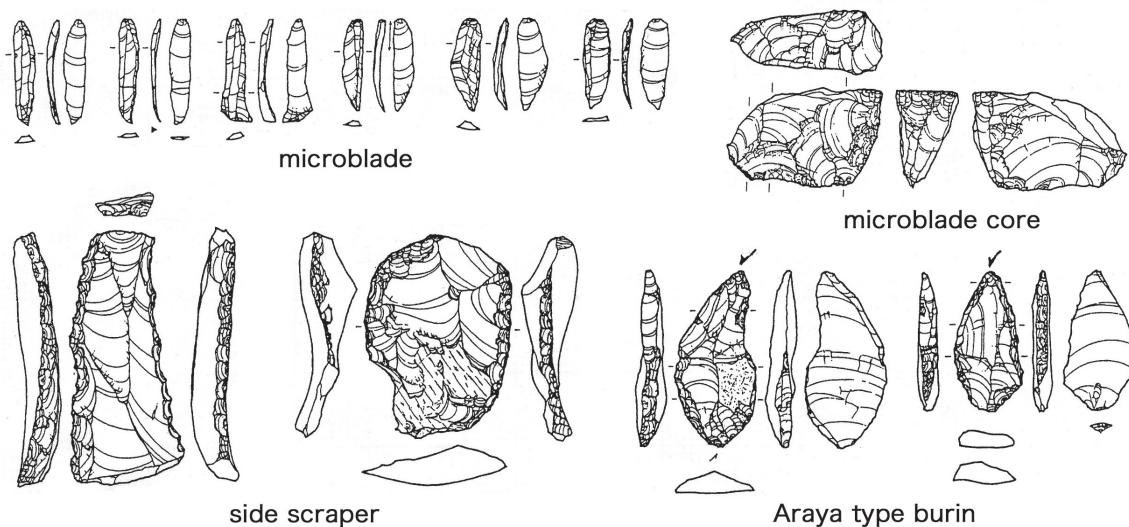 microblade
microblade core
side scraper
Araya type burin